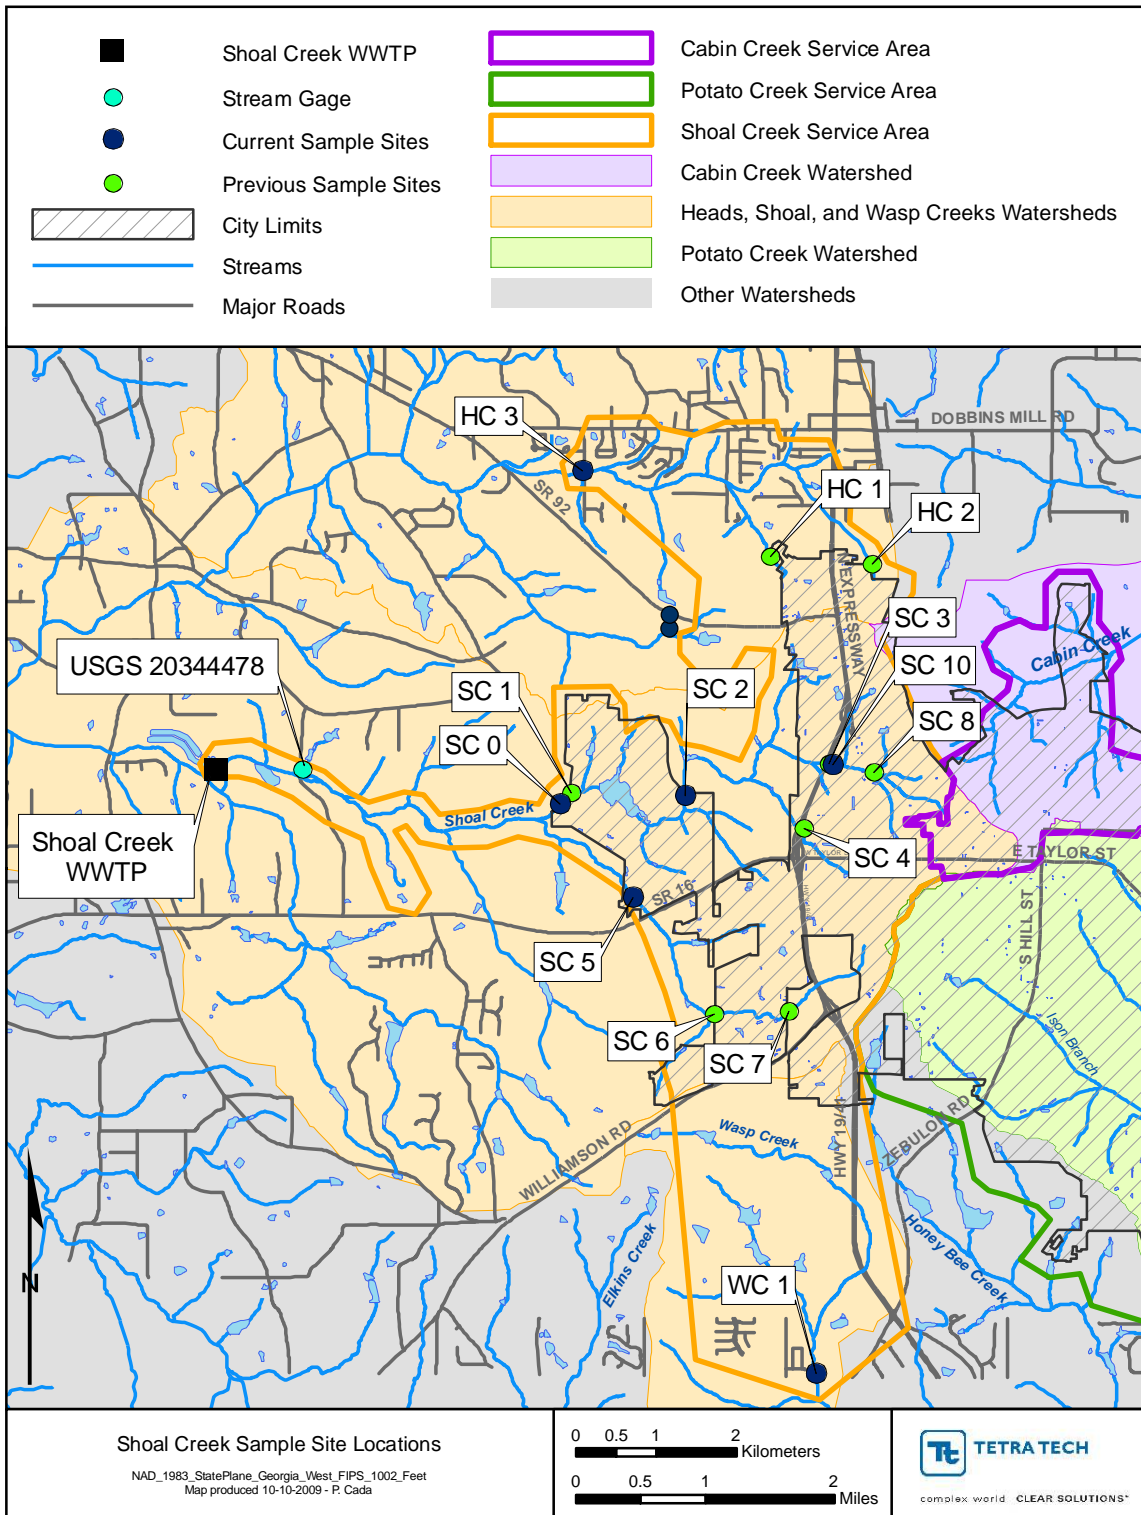 Shoal Creek WWTP
Stream Gage
Current Sample Sites
Previous Sample Sites
City Limits
Streams
Major Roads
Cabin Creek Service Area
Potato Creek Service Area
Shoal Creek Service Area
Cabin Creek Watershed
Heads, Shoal, and Wasp Creeks Watersheds
Potato Creek Watershed
Other Watersheds
HC 3
DOBBINS MILL RD
SR 92
HC 1
HC 2
N EXPRESSWAY
SC 3
Cabin Creek
USGS 20344478
SC 10
SC 1
SC 2
SC 8
SC 0
Shoal Creek
Shoal Creek
WWTP
SC 4
E TAYLOR ST
SR 16
S HILL ST
SC 5
SC 6
SC 7
Ison Branch
Wasp Creek
HWY 19/41
ZEBULON RD
WILLIAMSON RD
Elkins Creek
Honey Bee Creek
WC 1
N
Shoal Creek Sample Site Locations
NAD_1983_StatePlane_Georgia_West_FIPS_1002_Feet
Map produced 10-10-2009 - P. Cada
0 0.5 1 2
Kilometers
0 0.5 1 2
Miles
Tt TETRA TECH
complex world CLEAR SOLUTIONS™